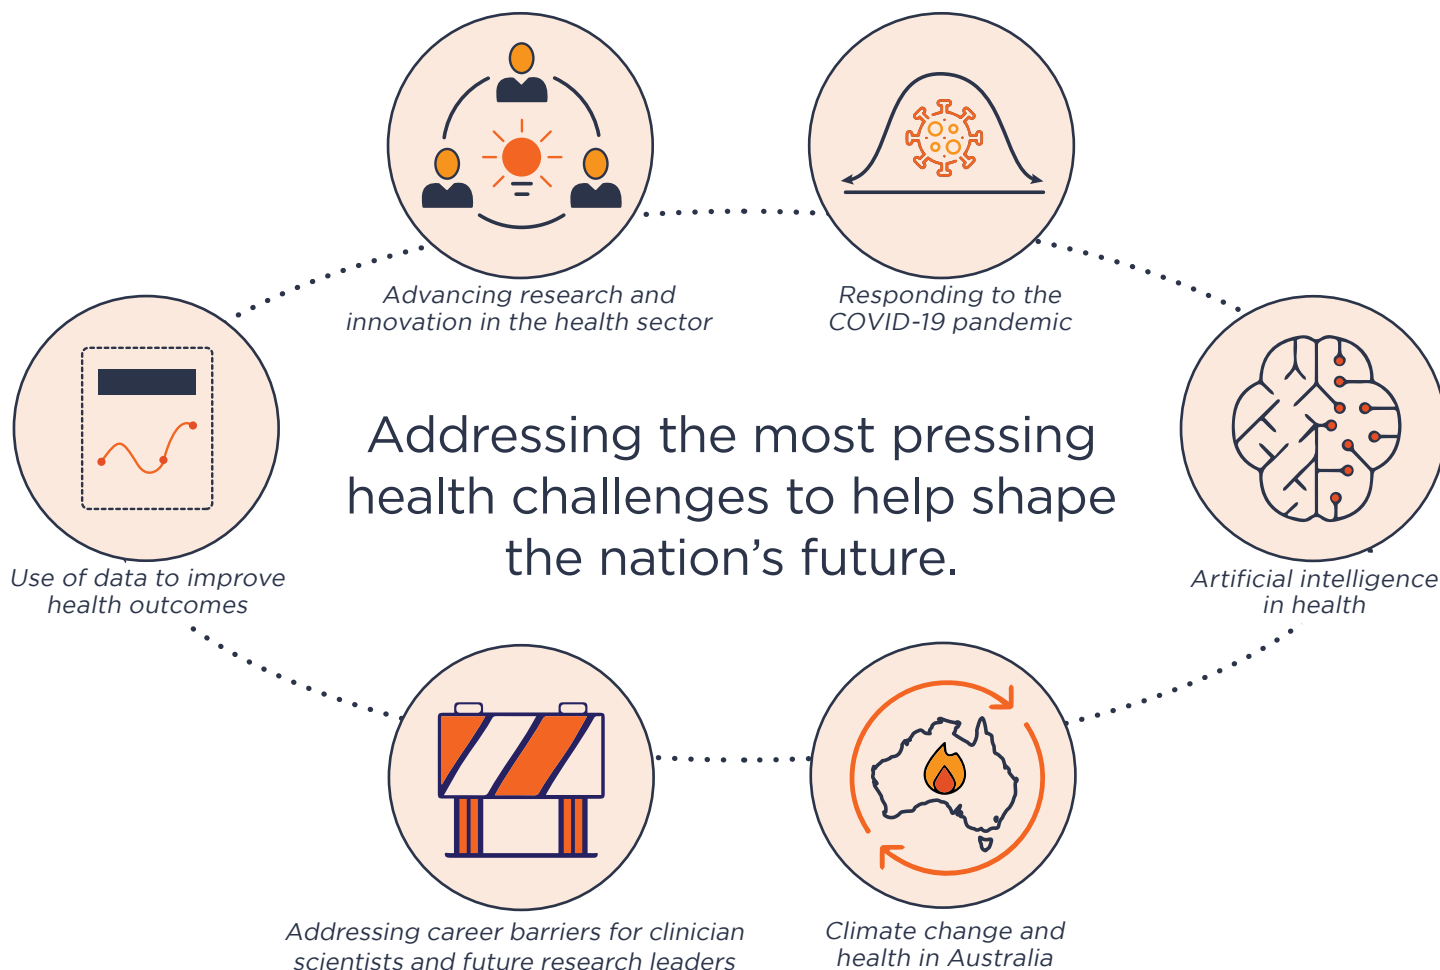 Advancing research and
innovation in the health sector
Responding to the
COVID-19 pandemic
Addressing the most pressing
health challenges to help shape
the nation's future.
Use of data to improve
health outcomes
Artificial intelligence
in health
Addressing career barriers for clinician
scientists and future research leaders
Climate change and
health in Australia